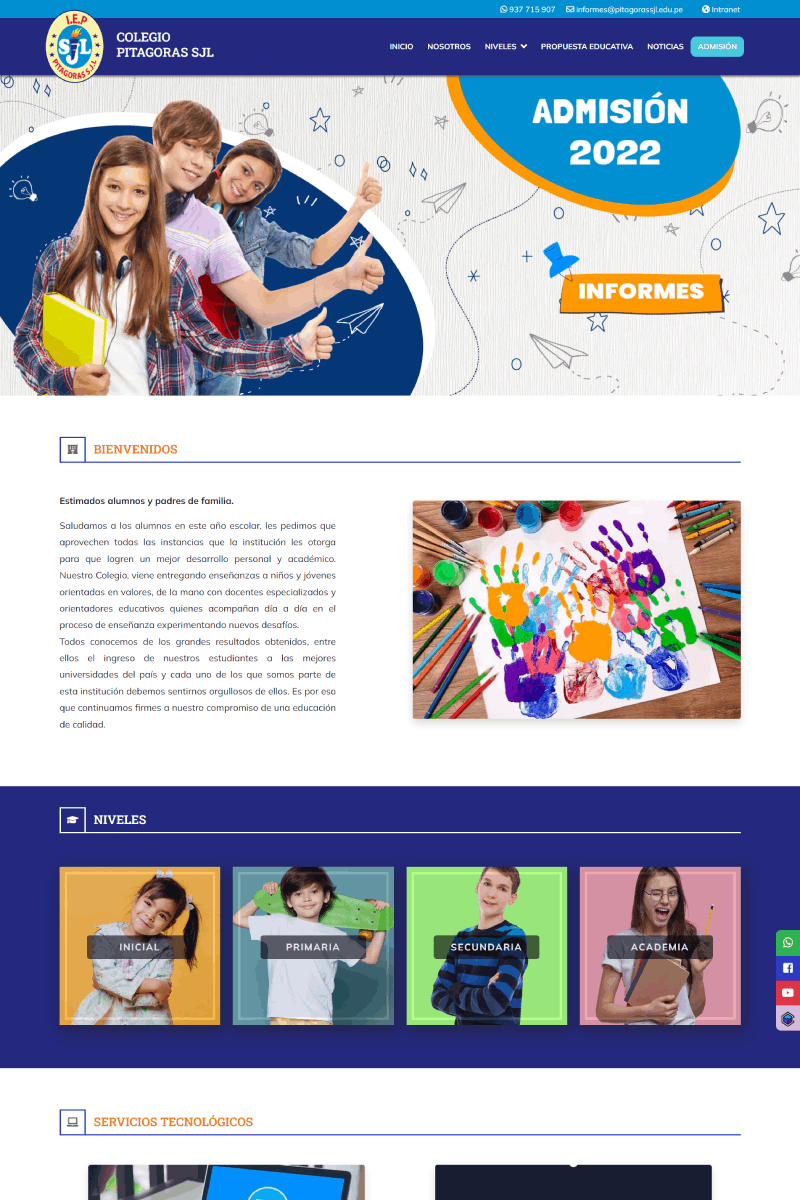 937 715 907 informes@pitagorassjl.edu.pe Intranet
I.E.P
SJL
PITAGORAS S.J.L
COLEGIO
PITAGORAS SJL
INICIO NOSOTROS NIVELES PROPUESTA EDUCATIVA NOTICIAS ADMISIÓN
ADMISIÓN
2022
INFORMES
BIENVENIDOS
Estimados alumnos y padres de familia.
Saludamos a los alumnos en este año escolar, les pedimos que
aprovechen todas las instancias que la institución les otorga
para que logren un mejor desarrollo personal y académico.
Nuestro Colegio, viene entregando enseñanzas a niños y jóvenes
orientadas en valores, de la mano con docentes especializados y
orientadores educativos quienes acompañan día a día en el
proceso de enseñanza experimentando nuevos desafíos.
Todos conocemos de los grandes resultados obtenidos, entre
ellos el ingreso de nuestros estudiantes a las mejores
universidades del país y cada uno de los que somos parte de
esta institución debemos sentirnos orgullosos de ellos. Es por eso
que continuamos firmes a nuestro compromiso de una educación
de calidad.
NIVELES
INICIAL
PRIMARIA
SECUNDARIA
ACADEMIA
SERVICIOS TECNOLÓGICOS